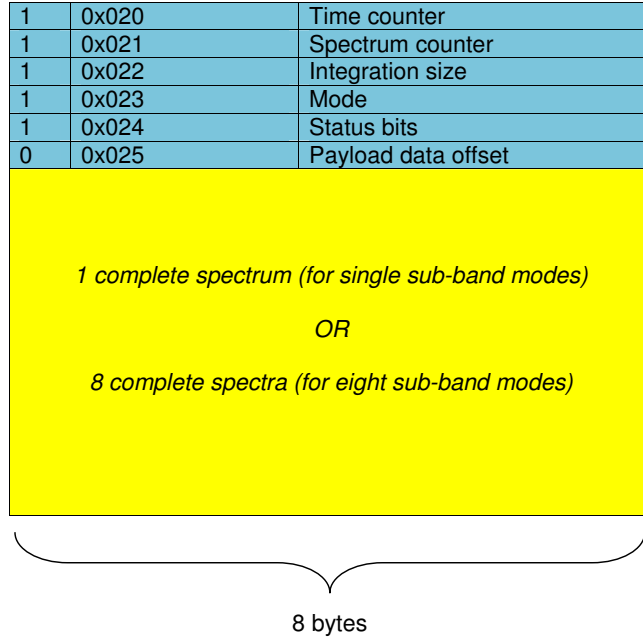 1 0x020 Time counter
1 0x021 Spectrum counter
1 0x022 Integration size
1 0x023 Mode
1 0x024 Status bits
0 0x025 Payload data offset
1 complete spectrum (for single sub-band modes)
OR
8 complete spectra (for eight sub-band modes)
8 bytes